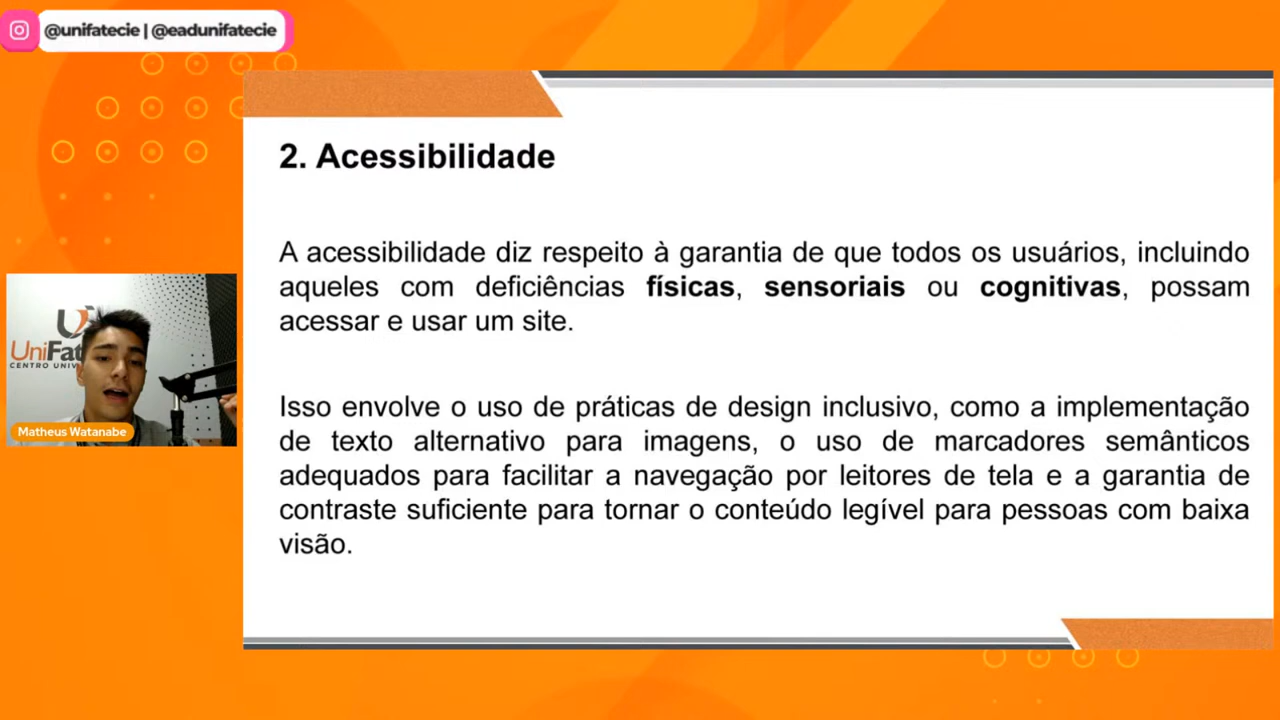 @unifatecie | @eadunifatecie
2. Acessibilidade
A acessibilidade diz respeito à garantia de que todos os usuários, incluindo
aqueles com deficiências físicas, sensoriais ou cognitivas, possam
acessar e usar um site.
Isso envolve o uso de práticas de design inclusivo, como a implementação
de texto alternativo para imagens, o uso de marcadores semânticos
adequados para facilitar a navegação por leitores de tela e a garantia de
contraste suficiente para tornar o conteúdo legível para pessoas com baixa
visão.
UniFat
CENTRO UNIV
Matheus Watanabe